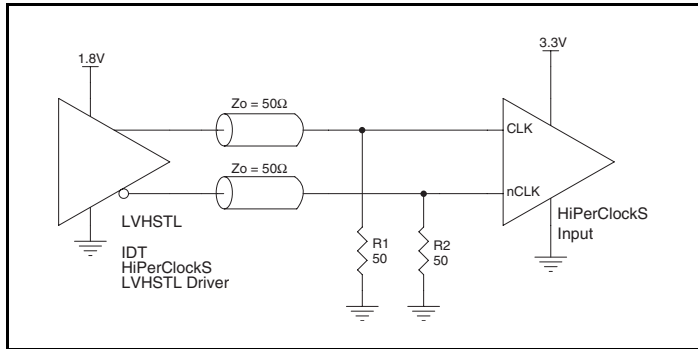 1.8V
3.3V
Zo = 50Ω
CLK
Zo = 50Ω
nCLK
LVHSTL
HiPerClockS
Input
IDT
HiPerClockS
LVHSTL Driver
R1
50
R2
50